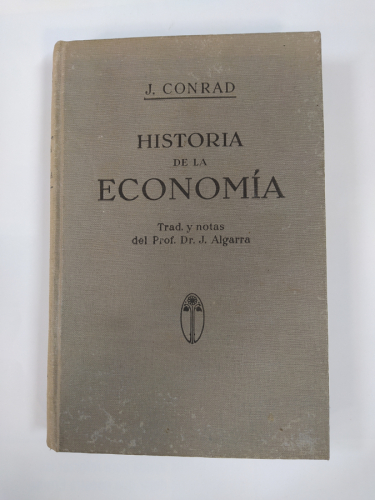 J. CONRAD
HISTORIA
DE LA
ECONOMÍA
Trad. y notas
del Prof. Dr. J. Algarra